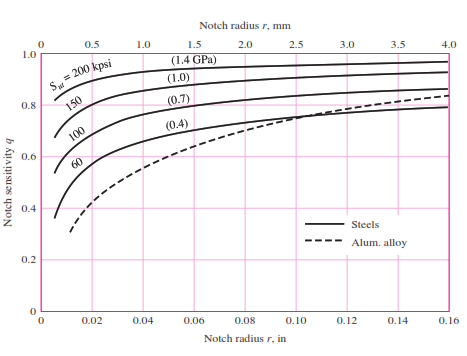 Notch radius r, mm
0 0.5 1.0 1.5 2.0 2.5 3.0 3.5 4.0
1.0
S_ut = 200 kpsi
(1.4 GPa)
(1.0)
150
(0.7)
0.8
100
(0.4)
60
0.6
Notch sensitivity q
0.4
Steels
Alum. alloy
0.2
0
0 0.02 0.04 0.06 0.08 0.10 0.12 0.14 0.16
Notch radius r, in